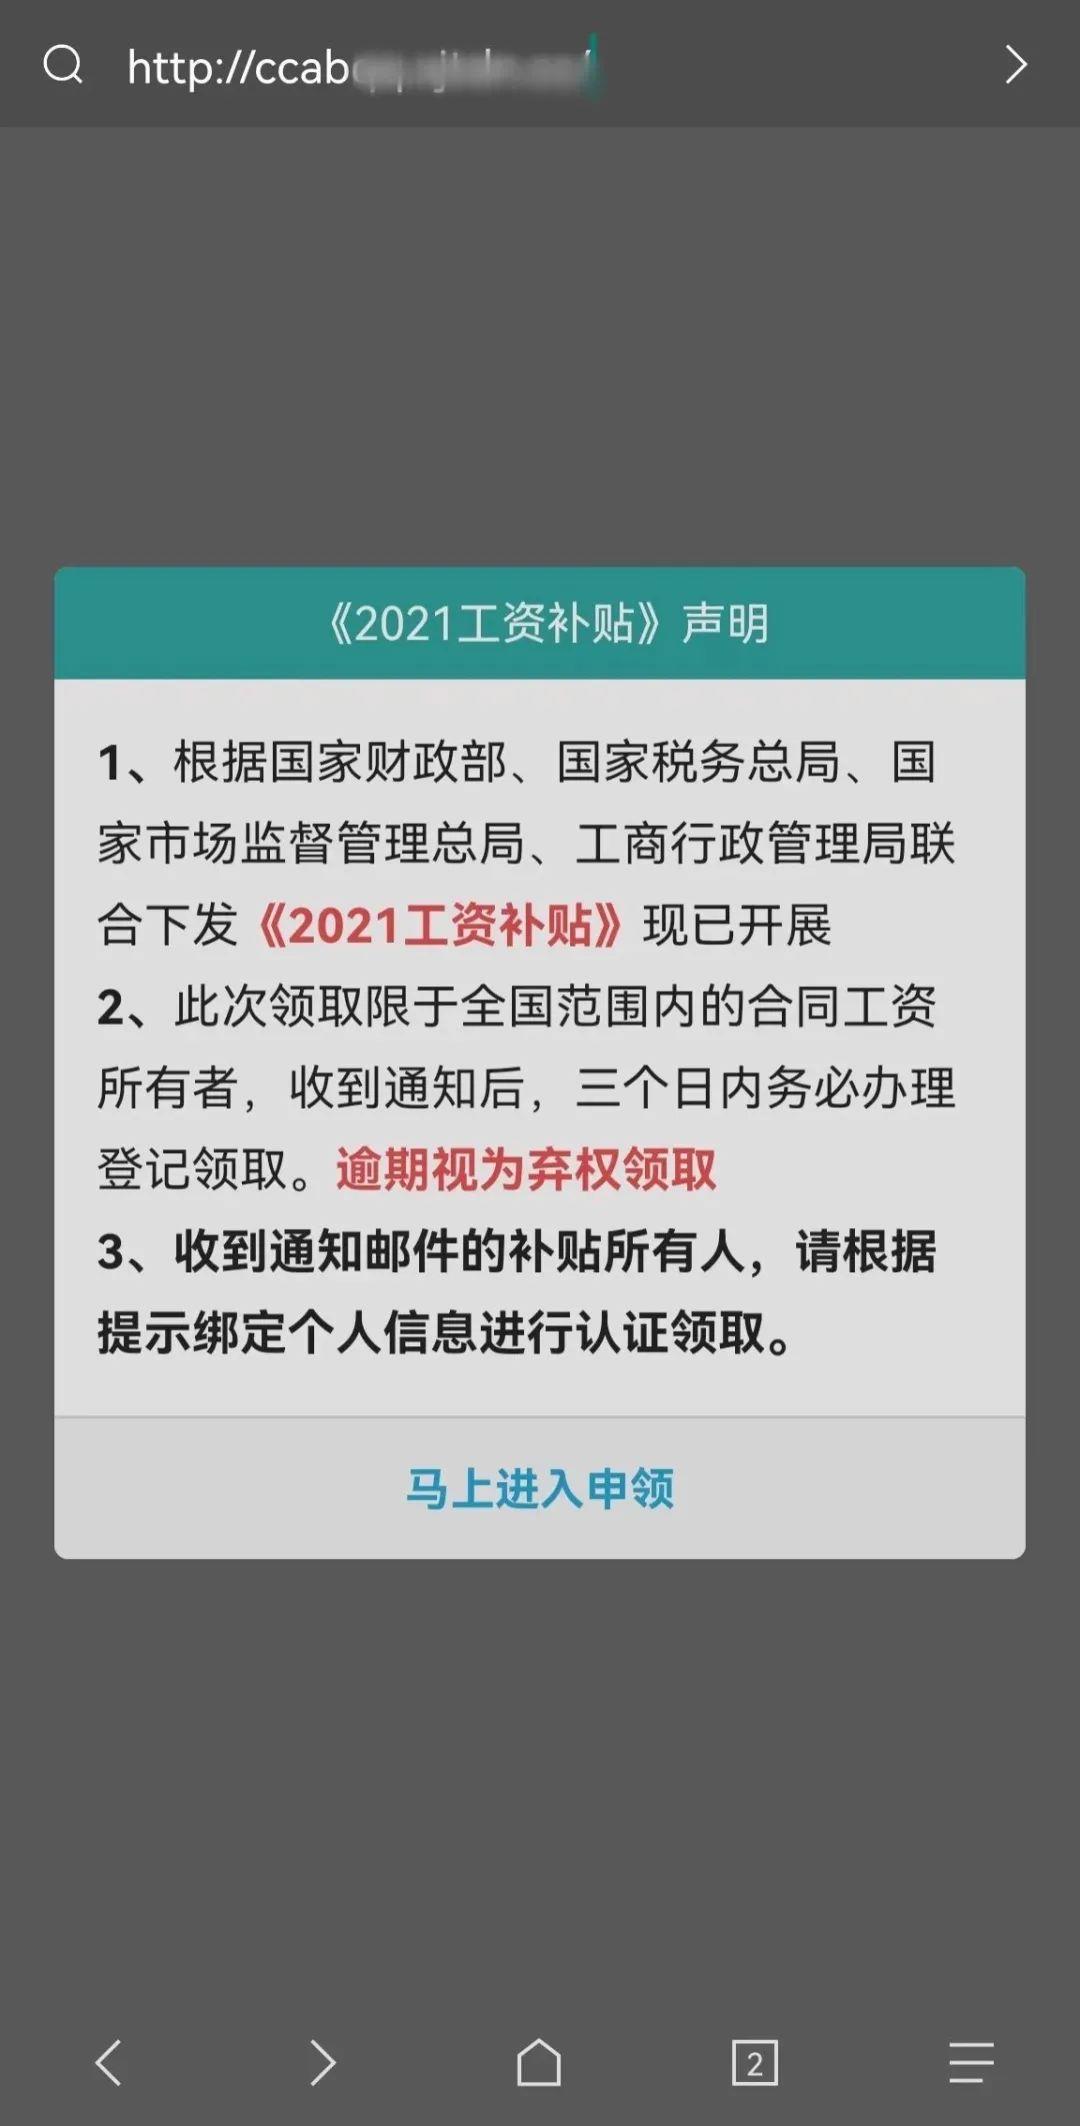 http://ccab
《2021工资补贴》声明
1、根据国家财政部、国家税务总局、国
家市场监督管理总局、工商行政管理局联
合下发《2021工资补贴》现已开展
2、此次领取限于全国范围内的合同工资
所有者，收到通知后，三个日内务必办理
登记领取。逾期视为弃权领取
3、收到通知邮件的补贴所有人，请根据
提示绑定个人信息进行认证领取。
马上进入申领
2